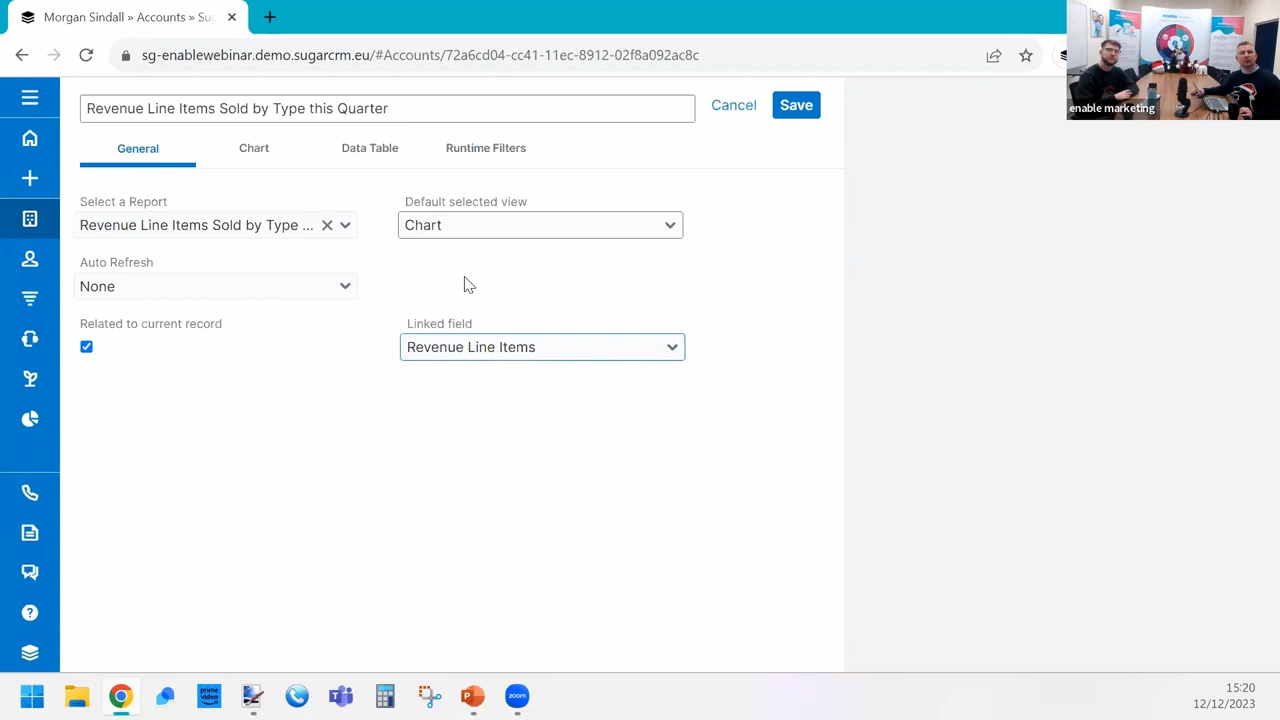 Morgan Sindall » Accounts » Su
sg-enablewebinar.demo.sugarcrm.eu/#Accounts/72a6cd04-cc41-11ec-8912-02f8a092ac8c
enable marketing
Revenue Line Items Sold by Type this Quarter
Cancel
Save
General
Chart
Data Table
Runtime Filters
Select a Report
Default selected view
Revenue Line Items Sold by Type ...
Chart
Auto Refresh
None
Related to current record
Linked field
Revenue Line Items
prime video
zoom
15:20
12/12/2023